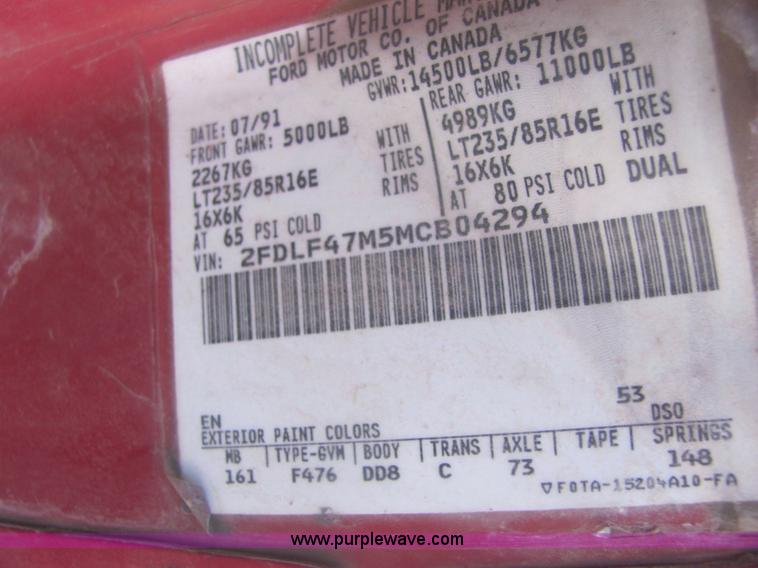 INCOMPLETE VEHICLE
FORD MOTOR CO. OF CANADA
MADE IN CANADA
GVWR:14500LB/6577KG
DATE: 07/91
FRONT GAWR: 5000LB
2267KG WITH
LT235/85R16E TIRES
16X6K RIMS
AT 65 PSI COLD
REAR GAWR: 11000LB
4989KG WITH
LT235/85R16E TIRES
16X6K RIMS
AT 80 PSI COLD DUAL
VIN: 2FDLF47M5MCB04294
53
EN DSO
EXTERIOR PAINT COLORS
WB TYPE-GVM BODY TRANS AXLE TAPE SPRINGS
161 F476 DD8 C 73 148
▽F0TA-15204A10-FA
www.purplewave.com